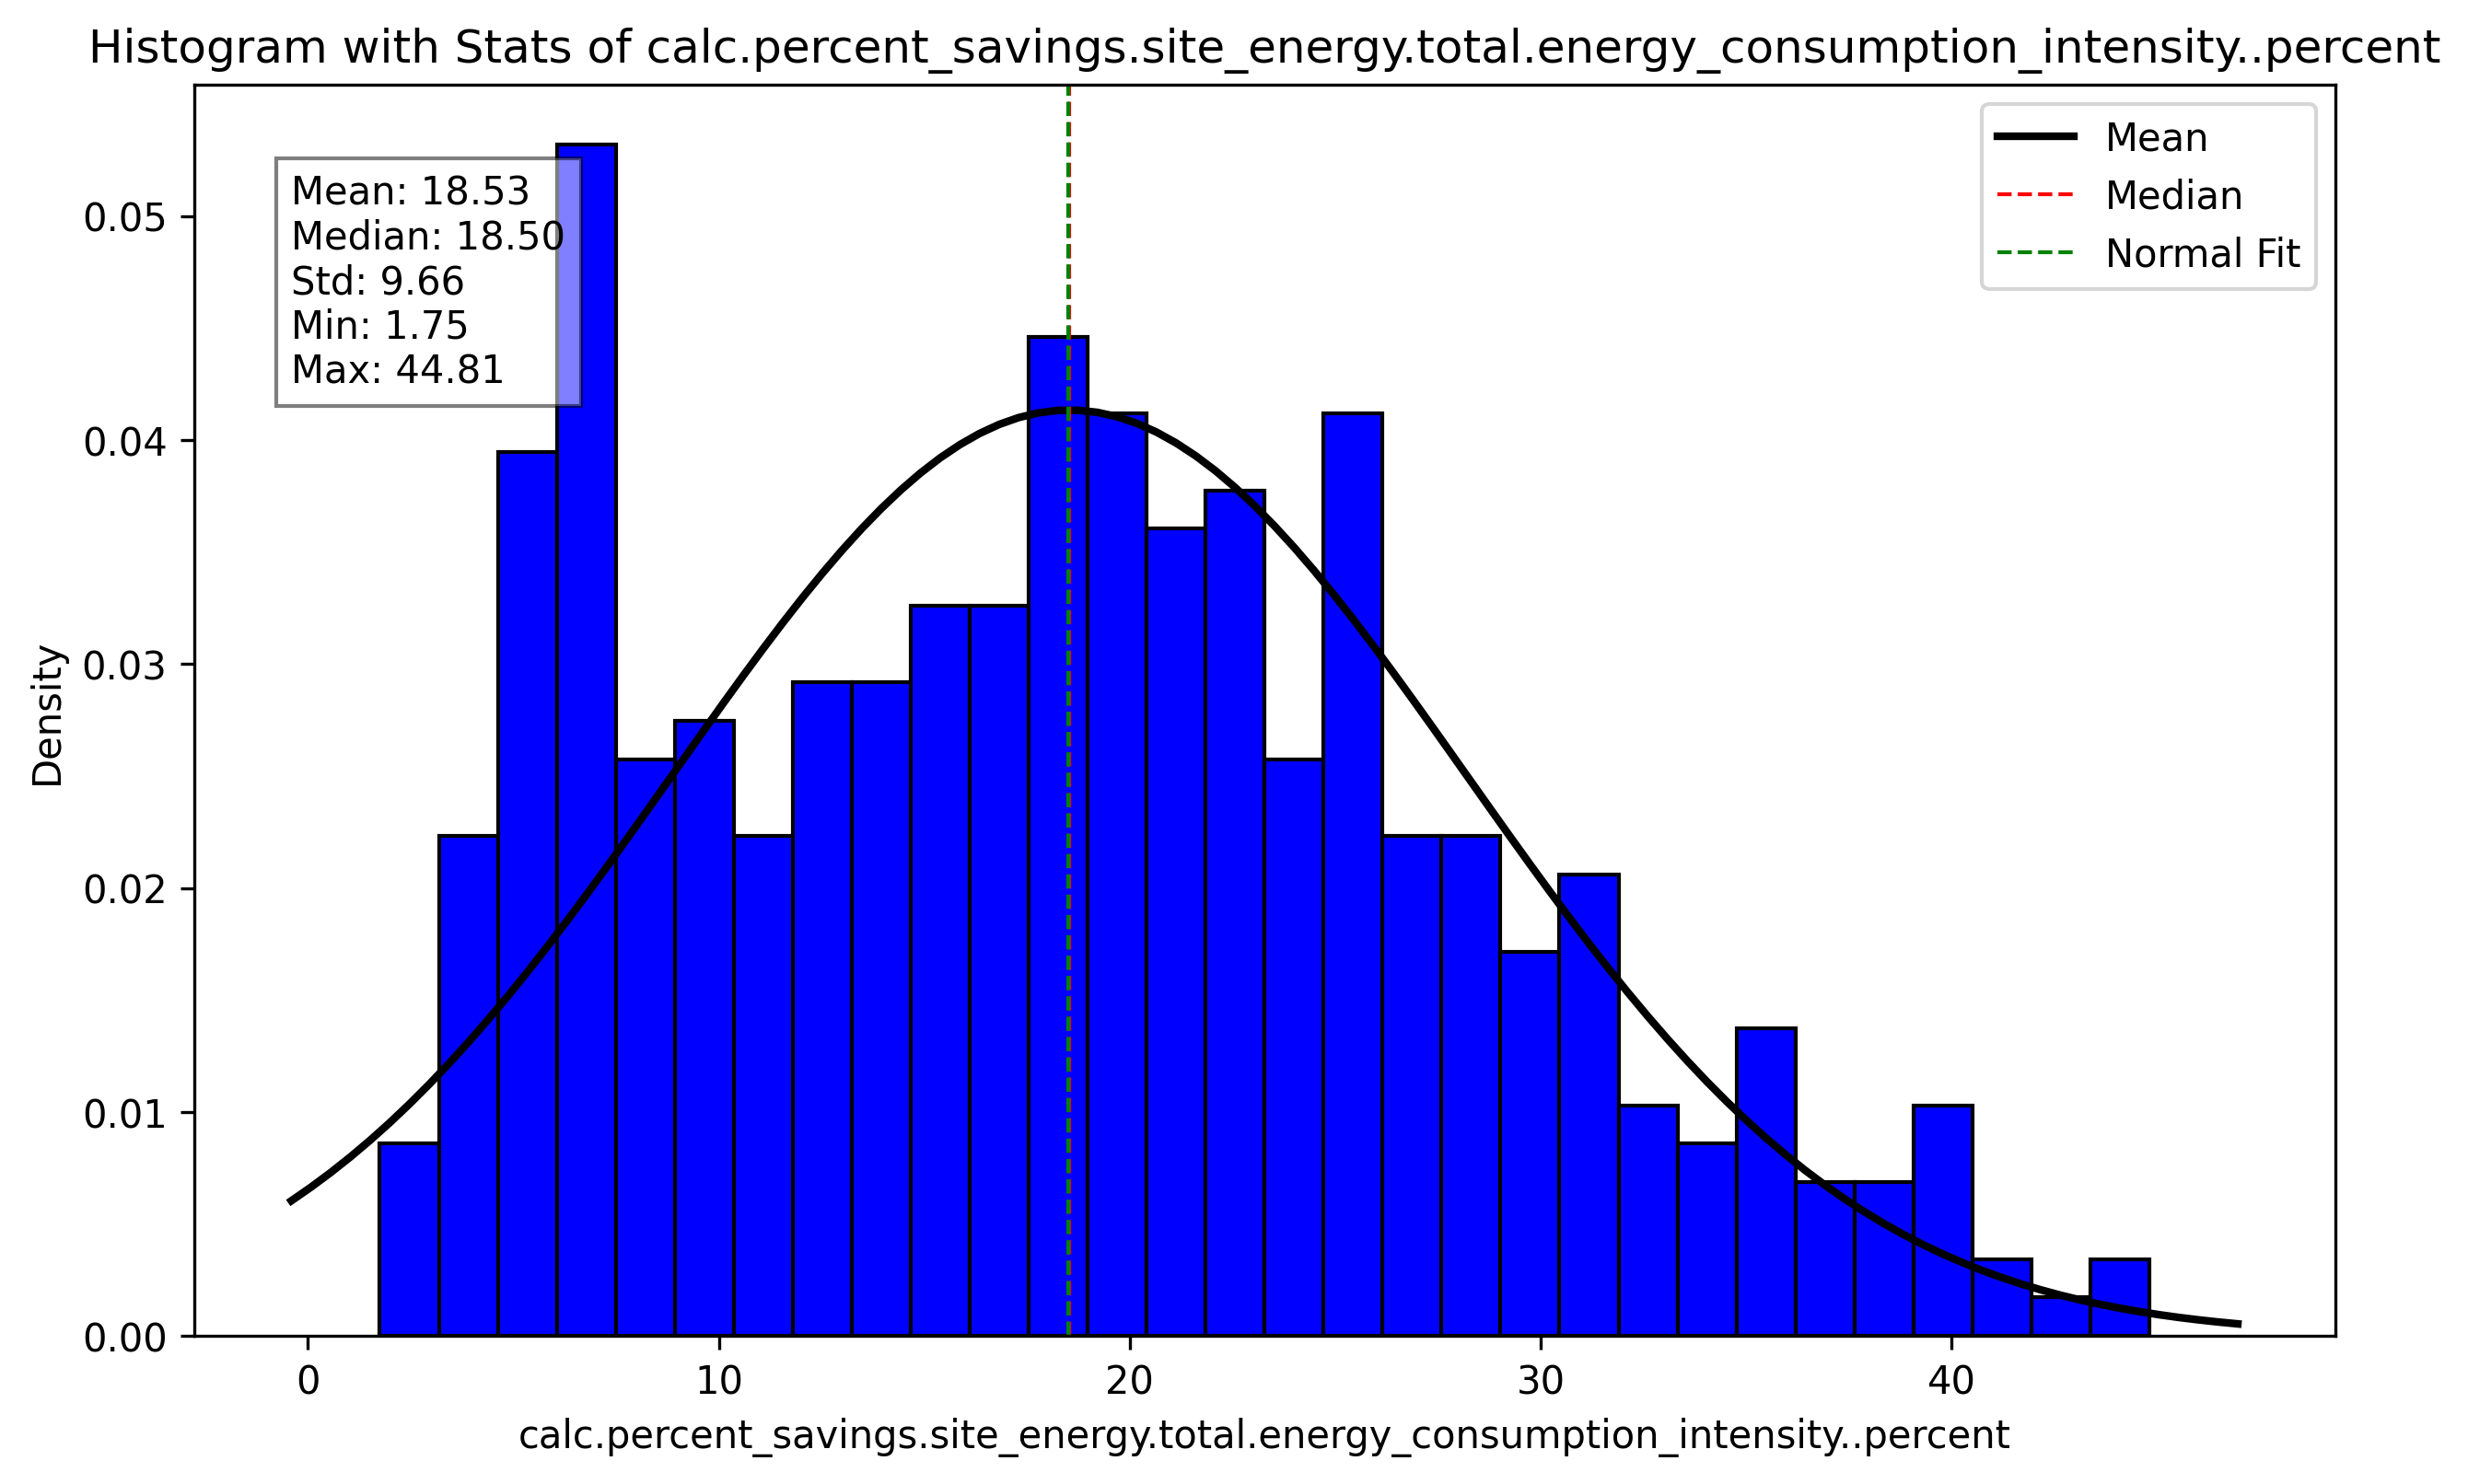 Histogram with Stats of calc.percent_savings.site_energy.total.energy_consumption_intensity..percent
Mean: 18.53
Median: 18.50
Std: 9.66
Min: 1.75
Max: 44.81
Mean
Median
Normal Fit
Density
0.05
0.04
0.03
0.02
0.01
0.00
0
10
20
30
40
calc.percent_savings.site_energy.total.energy_consumption_intensity..percent